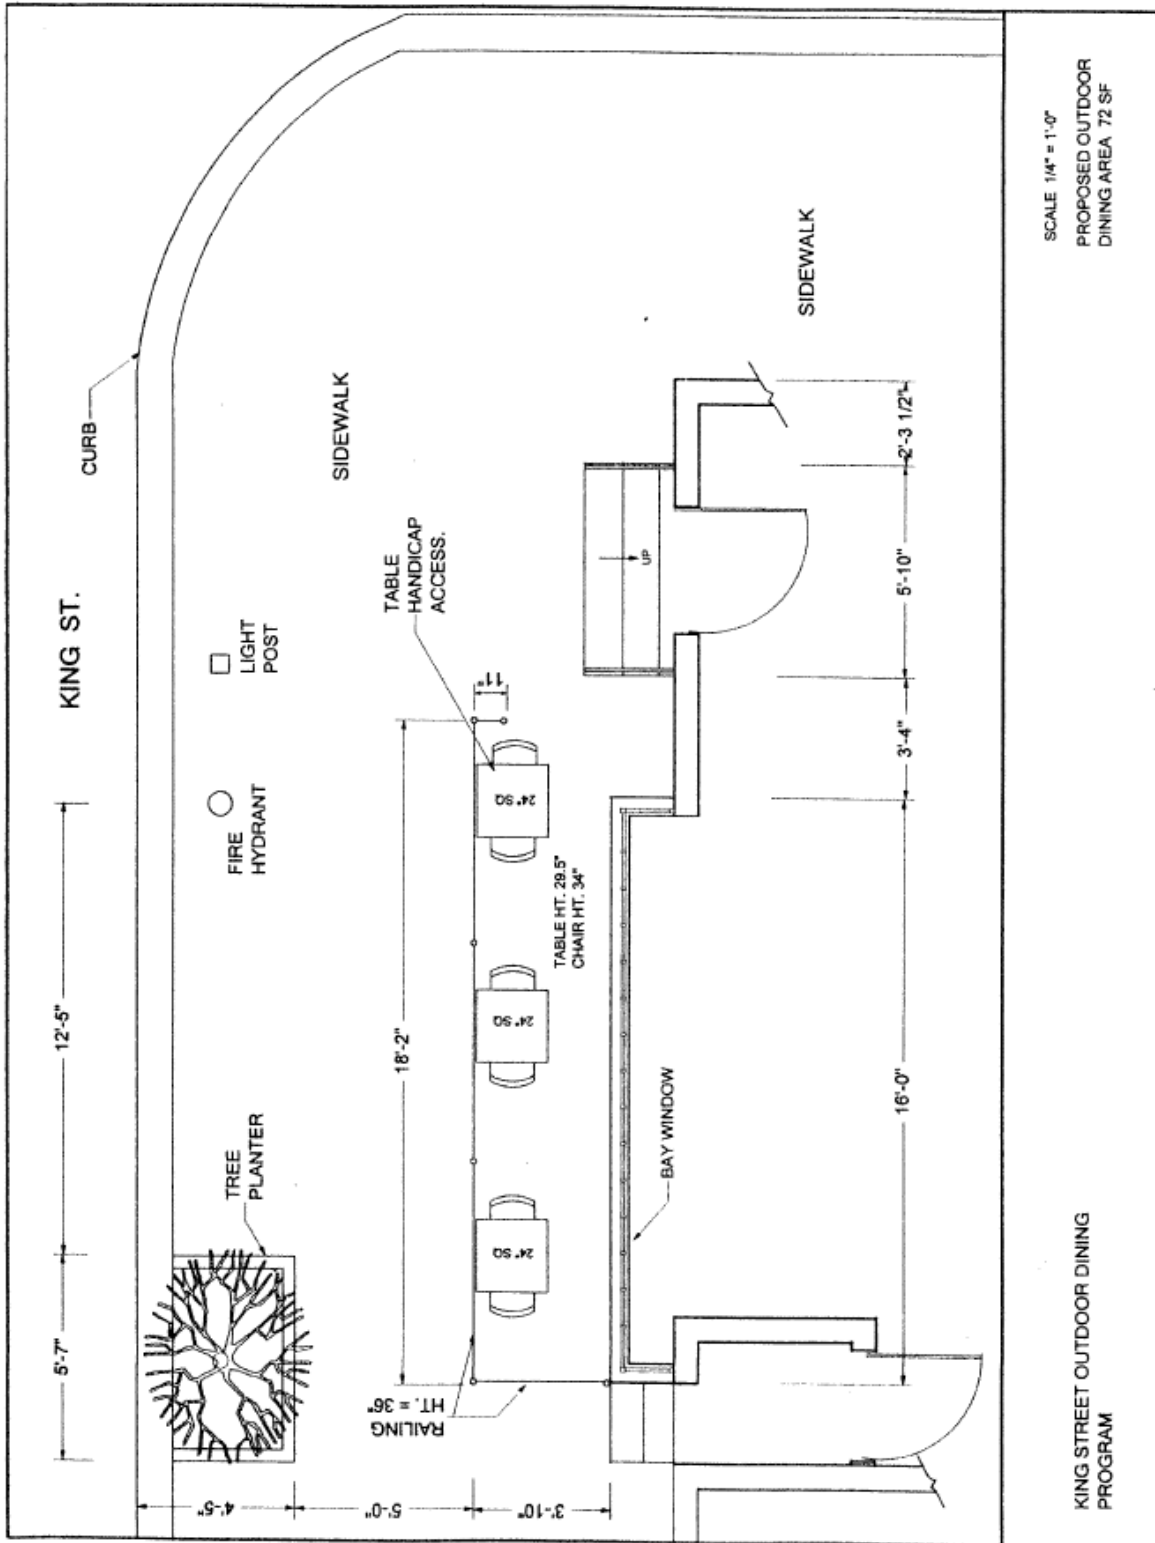 KING ST.
CURB
12'-5"
5'-7"
TREE
PLANTER
FIRE
HYDRANT
LIGHT
POST
SIDEWALK
4'-5"
5'-0"
3'-10"
18'-2"
11"
TABLE
HANDICAP
ACCESS.
RAILING
HT. = 36"
24" SQ
24" SQ
24" SQ
TABLE HT. 29.5"
CHAIR HT. 34"
UP
SIDEWALK
BAY WINDOW
16'-0"
3'-4"
5'-10"
2'-3 1/2"
KING STREET OUTDOOR DINING
PROGRAM
SCALE 1/4" = 1'-0"
PROPOSED OUTDOOR
DINING AREA 72 SF